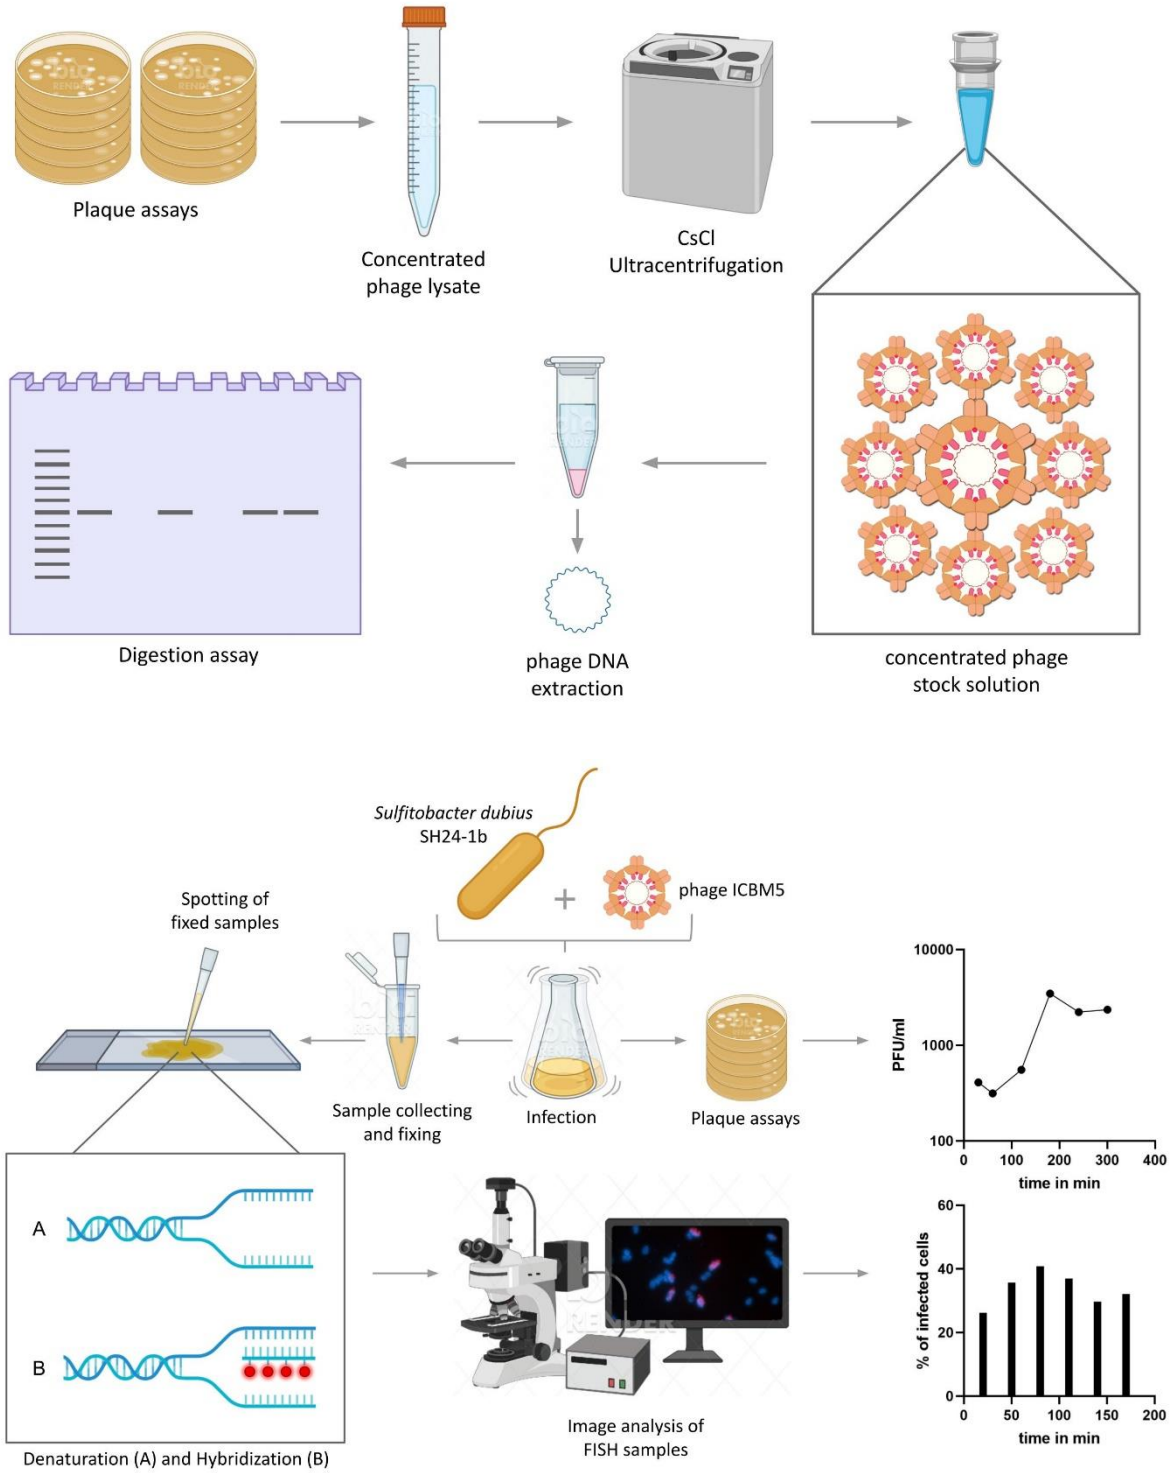 Plaque assays
Concentrated
phage lysate
CsCl
Ultracentrifugation
Digestion assay
phage DNA
extraction
concentrated phage
stock solution
Sulfitobacter dubius
SH24-1b
phage ICBM5
Spotting of
fixed samples
Sample collecting
and fixing
Infection
Plaque assays
10000
1000
100
PFU/ml
0 100 200 300 400
time in min
A
B
Denaturation (A) and Hybridization (B)
Image analysis of
FISH samples
60
40
20
0
% of infected cells
0 50 100 150 200
time in min